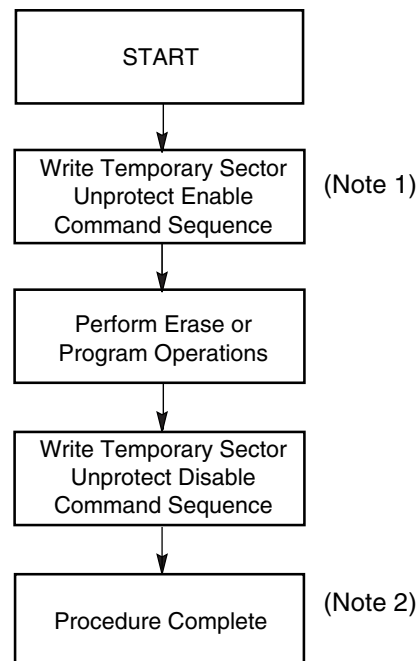 START
Write Temporary Sector
Unprotect Enable
Command Sequence
(Note 1)
Perform Erase or
Program Operations
Write Temporary Sector
Unprotect Disable
Command Sequence
Procedure Complete
(Note 2)